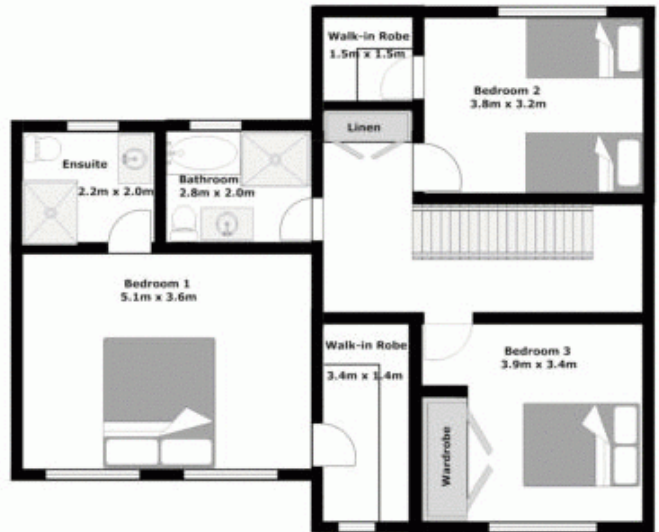 Walk-in Robe
1.5m x 1.5m
Bedroom 2
3.8m x 3.2m
Linen
Ensuite
2.2m x 2.0m
Bathroom
2.8m x 2.0m
Bedroom 1
5.1m x 3.6m
Walk-in Robe
3.4m x 1.4m
Bedroom 3
3.9m x 3.4m
Wardrobe